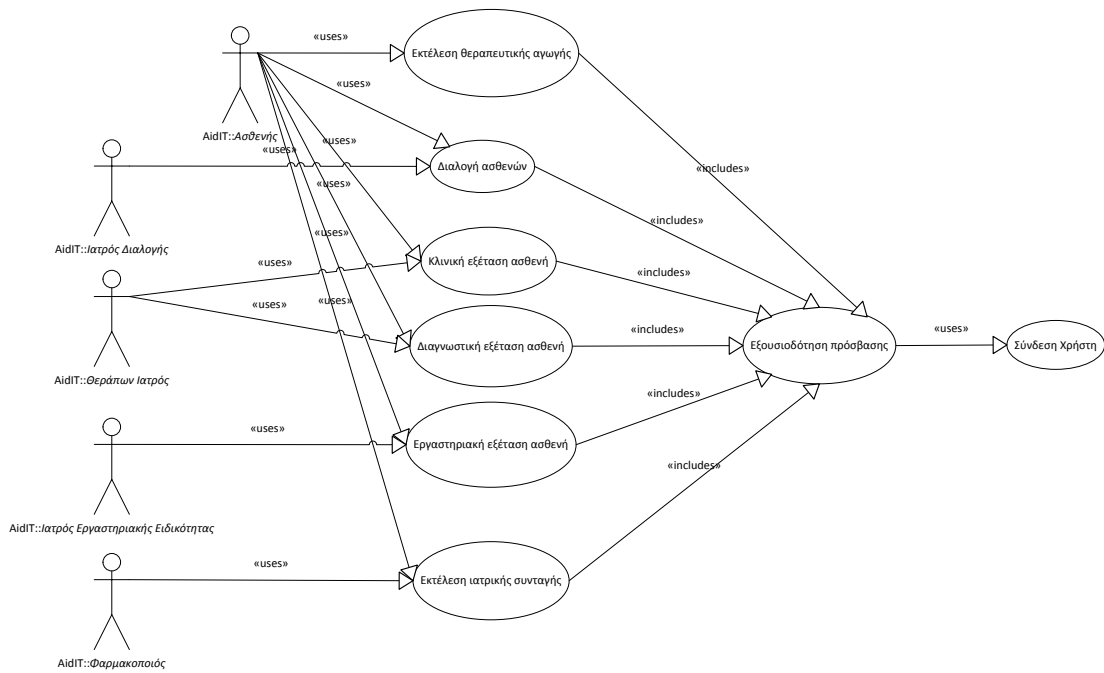 «uses»
Εκτέλεση θεραπευτικής αγωγής
«uses»
AidIT::Ασθενής
«uses»
«uses»
Διαλογή ασθενών
«includes»
«uses»
«includes»
AidIT::Ιατρός Διαλογής
«uses»
«uses»
Κλινική εξέταση ασθενή
«uses»
«uses»
«includes»
«uses»
Διαγνωστική εξέταση ασθενή
Εξουσιοδότηση πρόσβασης
Σύνδεση Χρήστη
AidIT::Θεράπων Ιατρός
«includes»
«uses»
Εργαστηριακή εξέταση ασθενή
«includes»
AidIT::Ιατρός Εργαστηριακής Ειδικότητας
«uses»
Εκτέλεση ιατρικής συνταγής
AidIT::Φαρμακοποιός